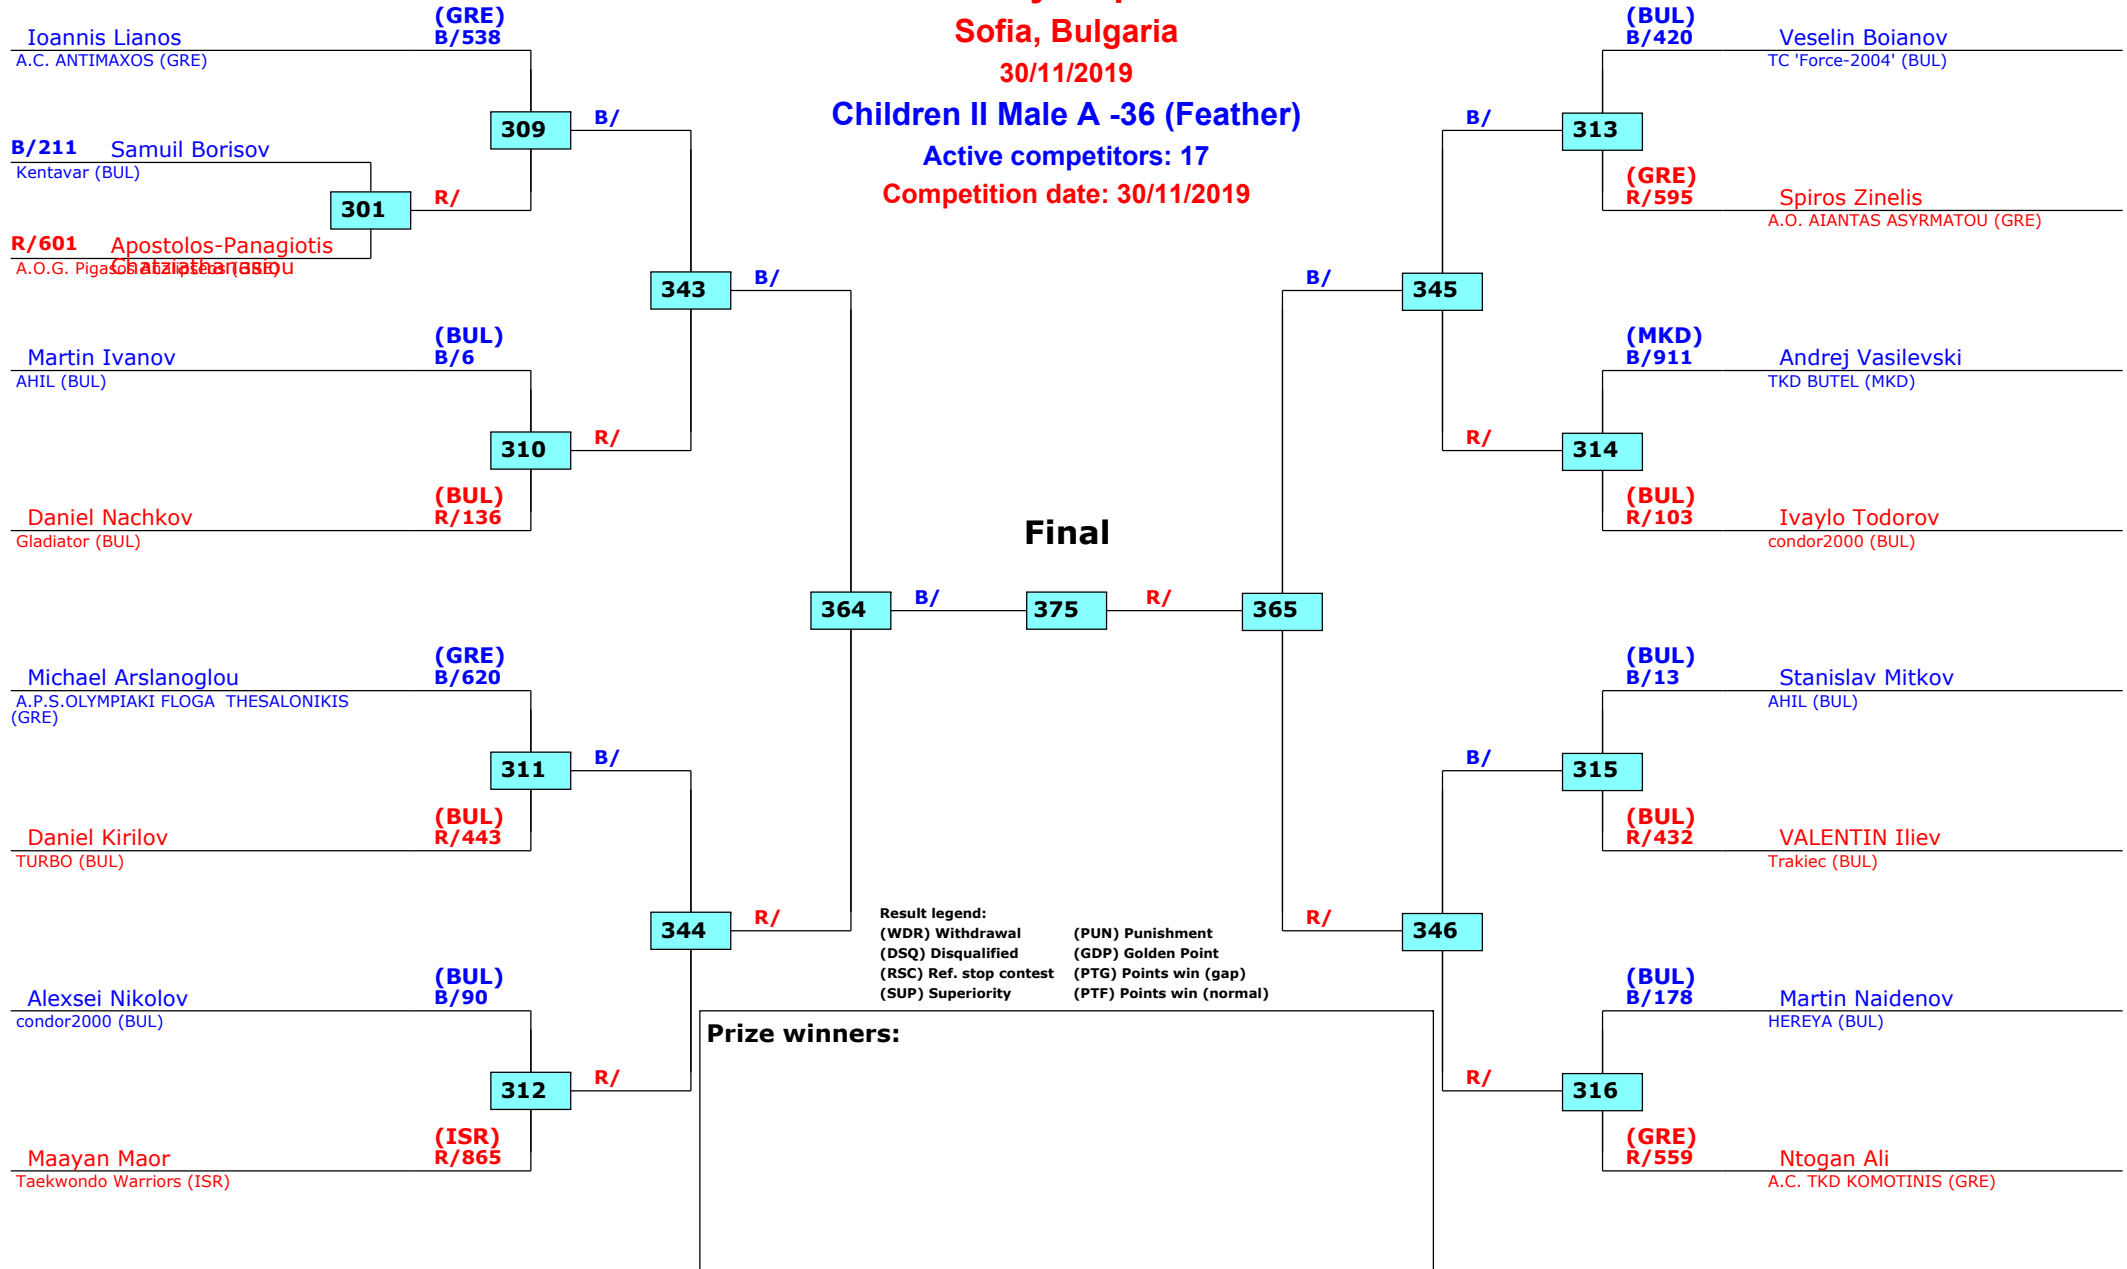 Sofia, Bulgaria
30/11/2019
Children II Male A -36 (Feather)
Active competitors: 17
Competition date: 30/11/2019
(GRE)
Ioannis Lianos B/538
A.C. ANTIMAXOS (GRE)
309 B/
B/211 Samuil Borisov
Kentavar (BUL)
301 R/
R/601 Apostolos-Panagiotis
Chatziathanasiou
A.O.G. Pigasos Analipseos (GRE)
343 B/
(BUL)
Martin Ivanov B/6
AHIL (BUL)
310 R/
(BUL)
Daniel Nachkov R/136
Gladiator (BUL)
364 B/
(GRE)
Michael Arslanoglou B/620
A.P.S.OLYMPIAKI FLOGA THESALONIKIS
(GRE)
311 B/
(BUL)
Daniel Kirilov R/443
TURBO (BUL)
344 R/
(BUL)
Alexsei Nikolov B/90
condor2000 (BUL)
312 R/
(ISR)
Maayan Maor R/865
Taekwondo Warriors (ISR)
Final
375
(BUL)
B/420 Veselin Boianov
TC 'Force-2004' (BUL)
B/ 313
(GRE)
R/595 Spiros Zinelis
A.O. AIANTAS ASYRMATOU (GRE)
B/ 345
(MKD)
B/911 Andrej Vasilevski
TKD BUTEL (MKD)
R/ 314
(BUL)
R/103 Ivaylo Todorov
condor2000 (BUL)
R/ 365
(BUL)
B/13 Stanislav Mitkov
AHIL (BUL)
B/ 315
(BUL)
R/432 VALENTIN Iliev
Trakiec (BUL)
R/ 346
(BUL)
B/178 Martin Naidenov
HEREYA (BUL)
R/ 316
(GRE)
R/559 Ntogan Ali
A.C. TKD KOMOTINIS (GRE)
Result legend:
(WDR) Withdrawal (PUN) Punishment
(DSQ) Disqualified (GDP) Golden Point
(RSC) Ref. stop contest (PTG) Points win (gap)
(SUP) Superiority (PTF) Points win (normal)
Prize winners: